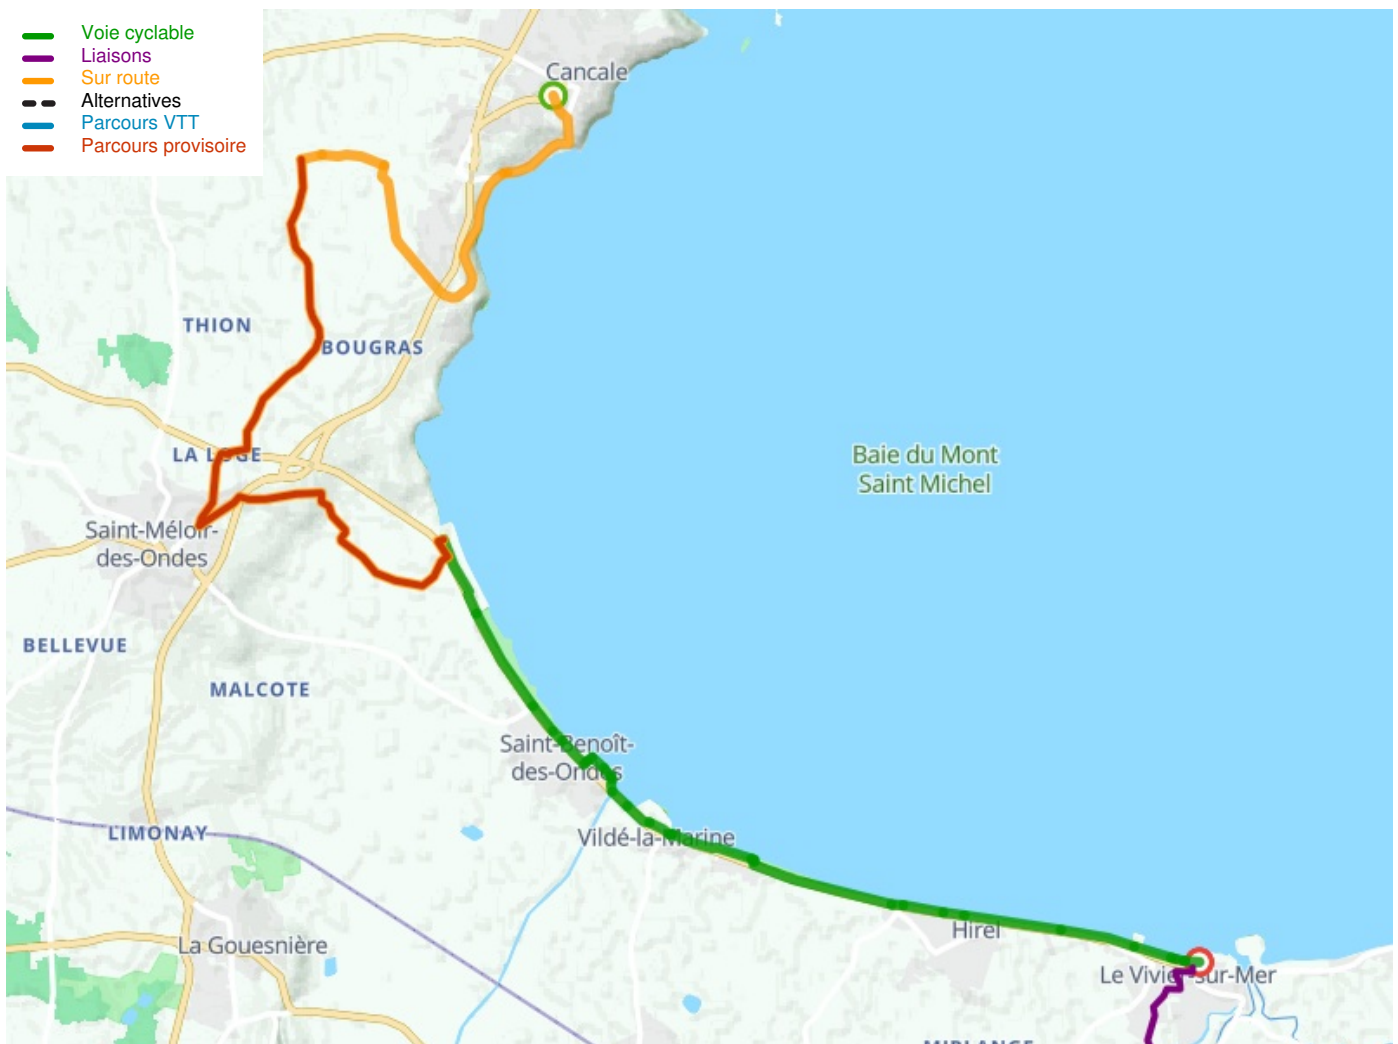 Voie cyclable
Liaisons
Sur route
Alternatives
Parcours VTT
Parcours provisoire
Cancale
THION
BOUGRAS
LA LOGE
Baie du Mont
Saint Michel
Saint-Méloir-
des-Ondes
BELLEVUE
MALCOTE
Saint-Benoît-
des-Ondes
LIMONAY
Vildé-la-Marine
La Gouesnière
Hirel
Le Vivier-sur-Mer